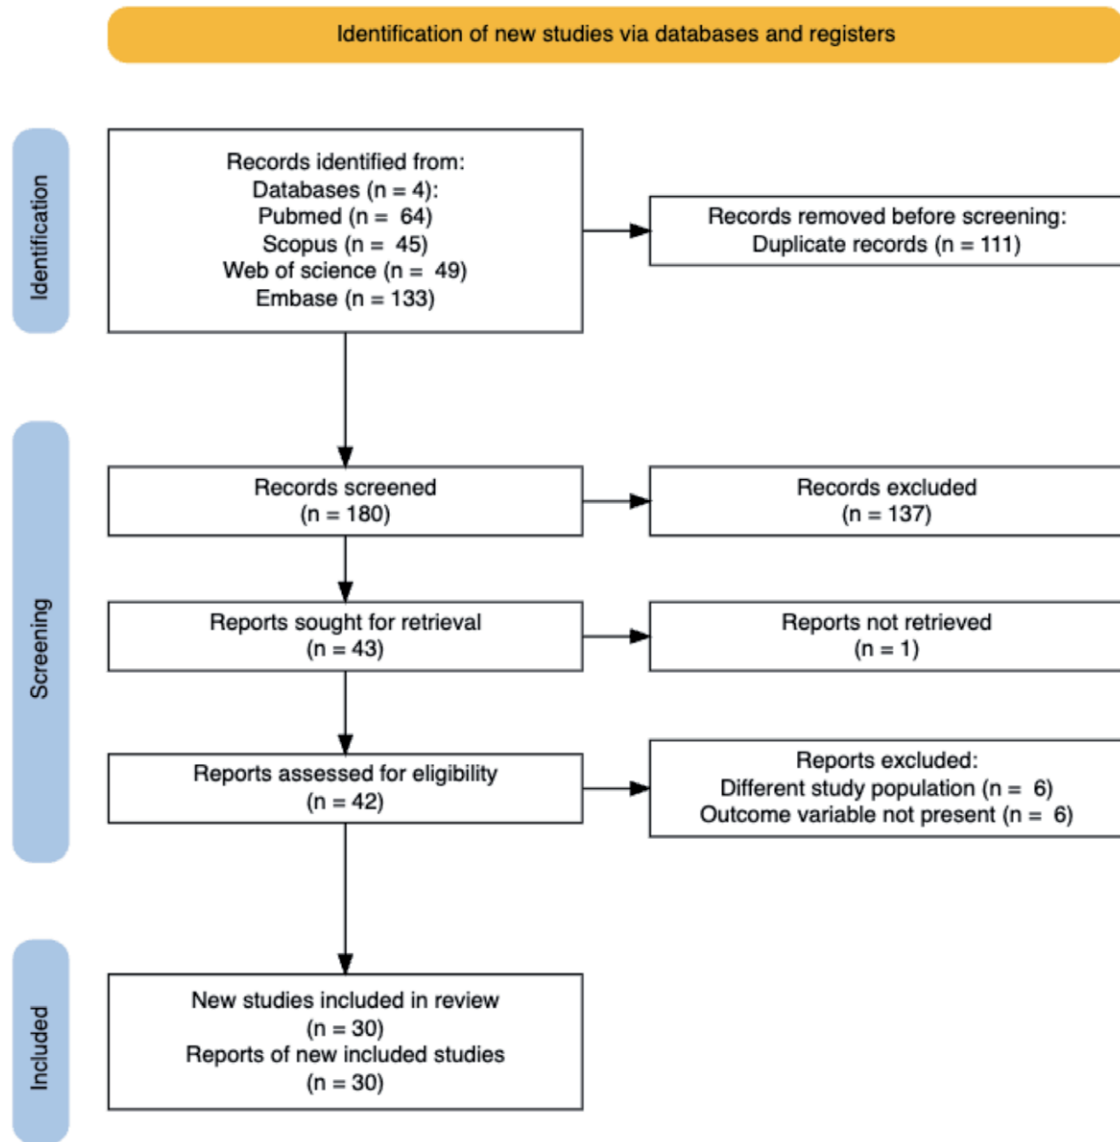 Identification of new studies via databases and registers
Identification
Records identified from:
Databases (n = 4):
Pubmed (n = 64)
Scopus (n = 45)
Web of science (n = 49)
Embase (n = 133)
Records removed before screening:
Duplicate records (n = 111)
Screening
Records screened
(n = 180)
Records excluded
(n = 137)
Reports sought for retrieval
(n = 43)
Reports not retrieved
(n = 1)
Reports assessed for eligibility
(n = 42)
Reports excluded:
Different study population (n = 6)
Outcome variable not present (n = 6)
Included
New studies included in review
(n = 30)
Reports of new included studies
(n = 30)